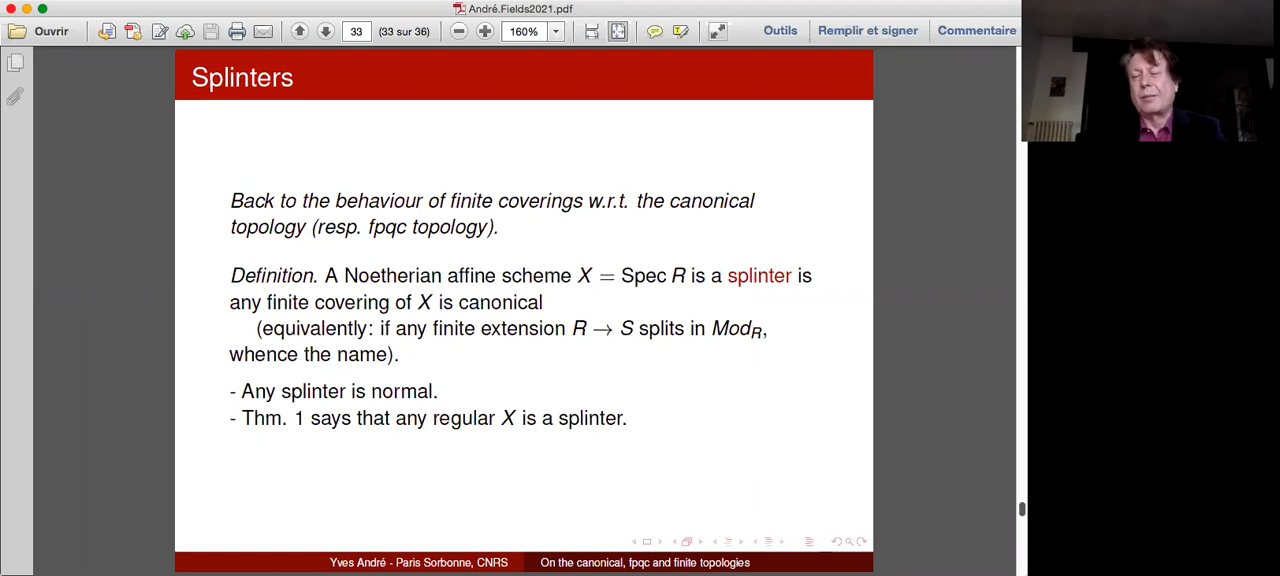 André.Fields2021.pdf
Ouvrir
33
(33 sur 36)
160%
Outils
Remplir et signer
Commentaire
Splinters
Back to the behaviour of finite coverings w.r.t. the canonical
topology (resp. fpqc topology).
Definition. A Noetherian affine scheme X = Spec R is a splinter is
any finite covering of X is canonical
(equivalently: if any finite extension R → S splits in Mod_R,
whence the name).
- Any splinter is normal.
- Thm. 1 says that any regular X is a splinter.
Yves André - Paris Sorbonne, CNRS
On the canonical, fpqc and finite topologies